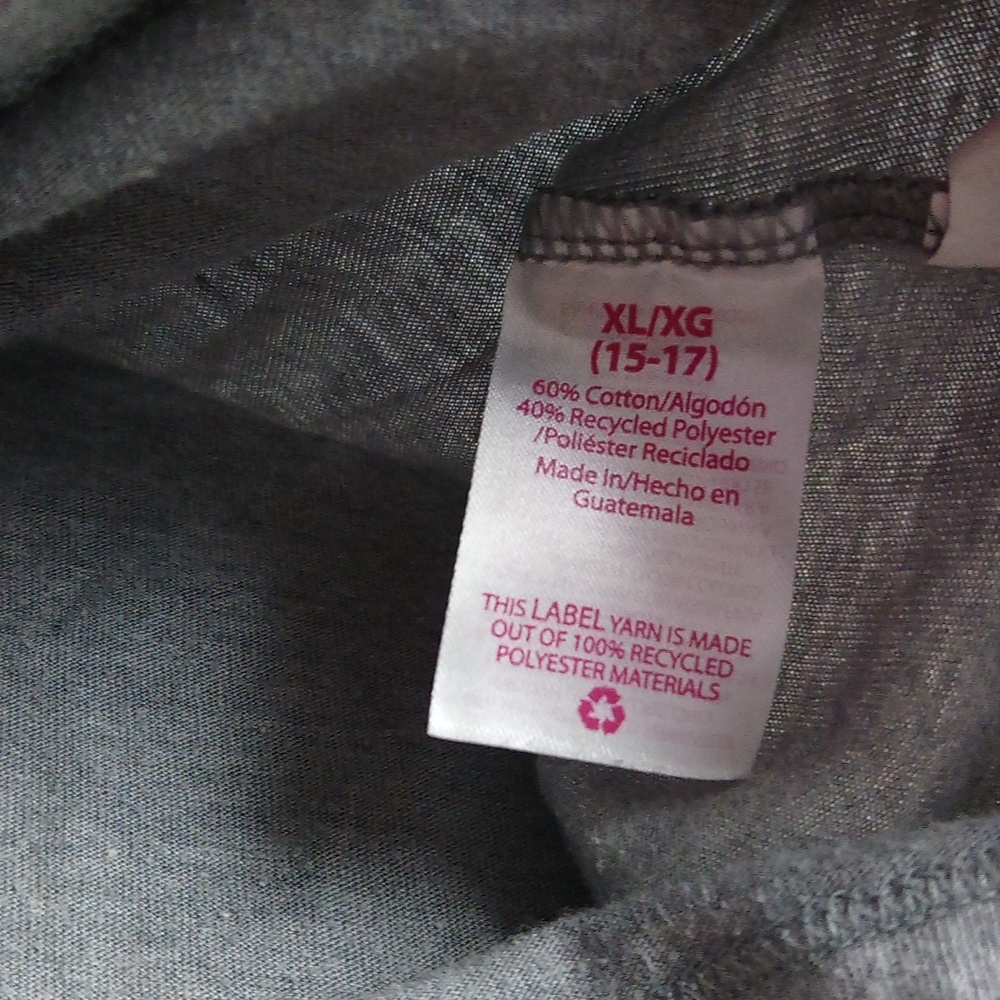 XL/XG
(15-17)
60% Cotton/Algodón
40% Recycled Polyester
/Poliéster Reciclado
Made in/Hecho en
Guatemala
THIS LABEL YARN IS MADE
OUT OF 100% RECYCLED
POLYESTER MATERIALS